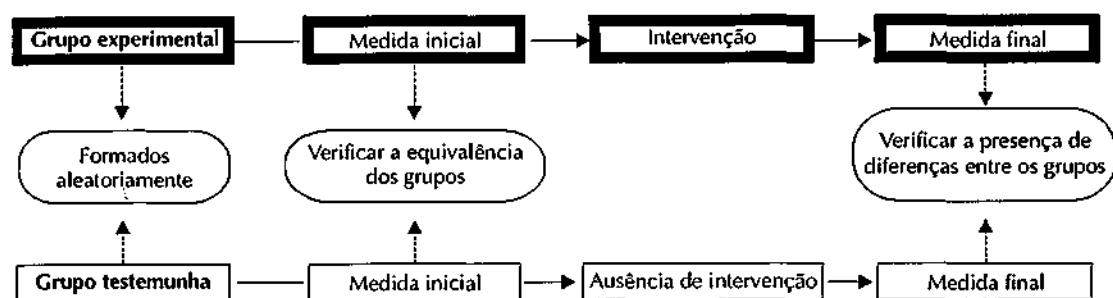 Grupo experimental
Medida inicial
Intervenção
Medida final
Formados
aleatoriamente
Verificar a equivalência
dos grupos
Verificar a presença de
diferenças entre os grupos
Grupo testemunha
Medida inicial
Ausência de intervenção
Medida final